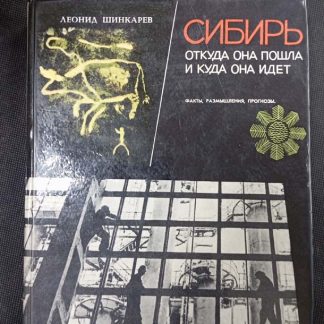 ЛЕОНИД ШИНКАРЕВ
СИБИРЬ
ОТКУДА ОНА ПОШЛА
И КУДА ОНА ИДЕТ
ФАКТЫ, РАЗМЫШЛЕНИЯ, ПРОГНОЗЫ.